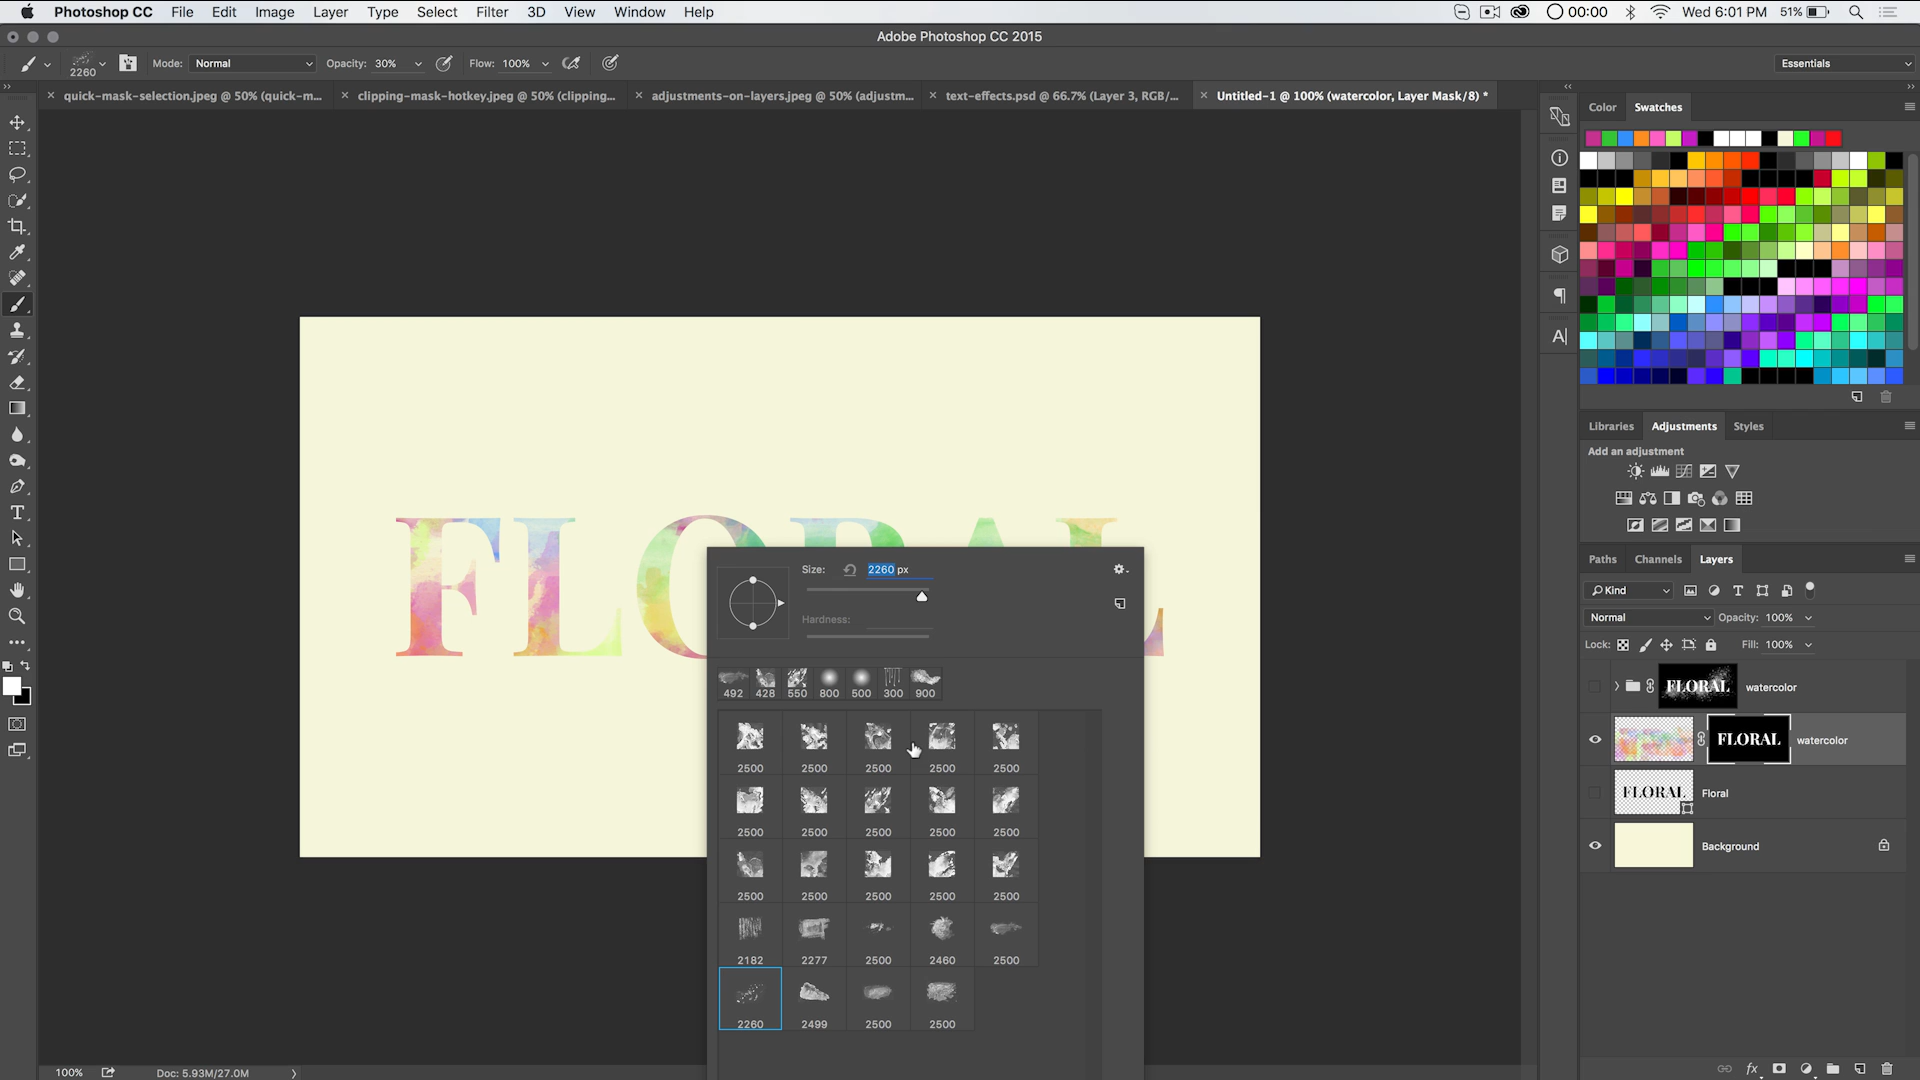 Photoshop CC File Edit Image Layer Type Select Filter 3D View Window Help 00:00 Wed 6:01 PM 51%
Adobe Photoshop CC 2015
2260 Mode: Normal Opacity: 30% Flow: 100% Essentials
quick-mask-selection.jpeg @ 50% (quick-m... clipping-mask-hotkey.jpeg @ 50% (clipping... adjustments-on-layers.jpeg @ 50% (adjustm... text-effects.psd @ 66.7% (Layer 3, RGB/... Untitled-1 @ 100% (watercolor, Layer Mask/8) *
Color Swatches
Libraries Adjustments Styles
Add an adjustment
FLORAL
Size: 2260 px
Hardness:
492 428 550 800 500 300 900
2500 2500 2500 2500 2500
2500 2500 2500 2500 2500
2500 2500 2500 2500 2500
2182 2277 2500 2460 2500
2260 2499 2500 2500
Paths Channels Layers
Kind
Normal Opacity: 100%
Lock: Fill: 100%
FLORAL watercolor
FLORAL watercolor
FLORAL Floral
Background
100% Doc: 5.93M/27.0M